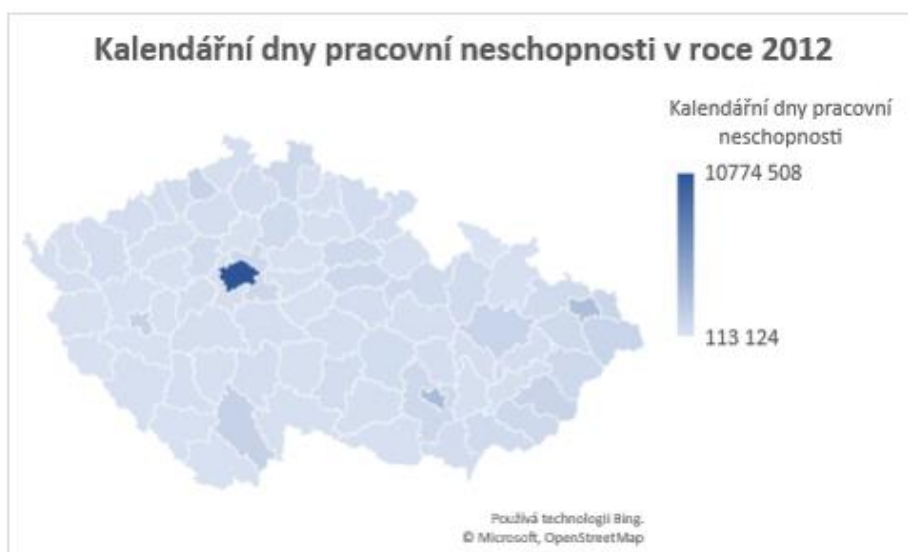 Kalendářní dny pracovní neschopnosti v roce 2012
Kalendářní dny pracovní
neschopnosti
10774 508
113 124
Používá technologii Bing.
© Microsoft, OpenStreetMap